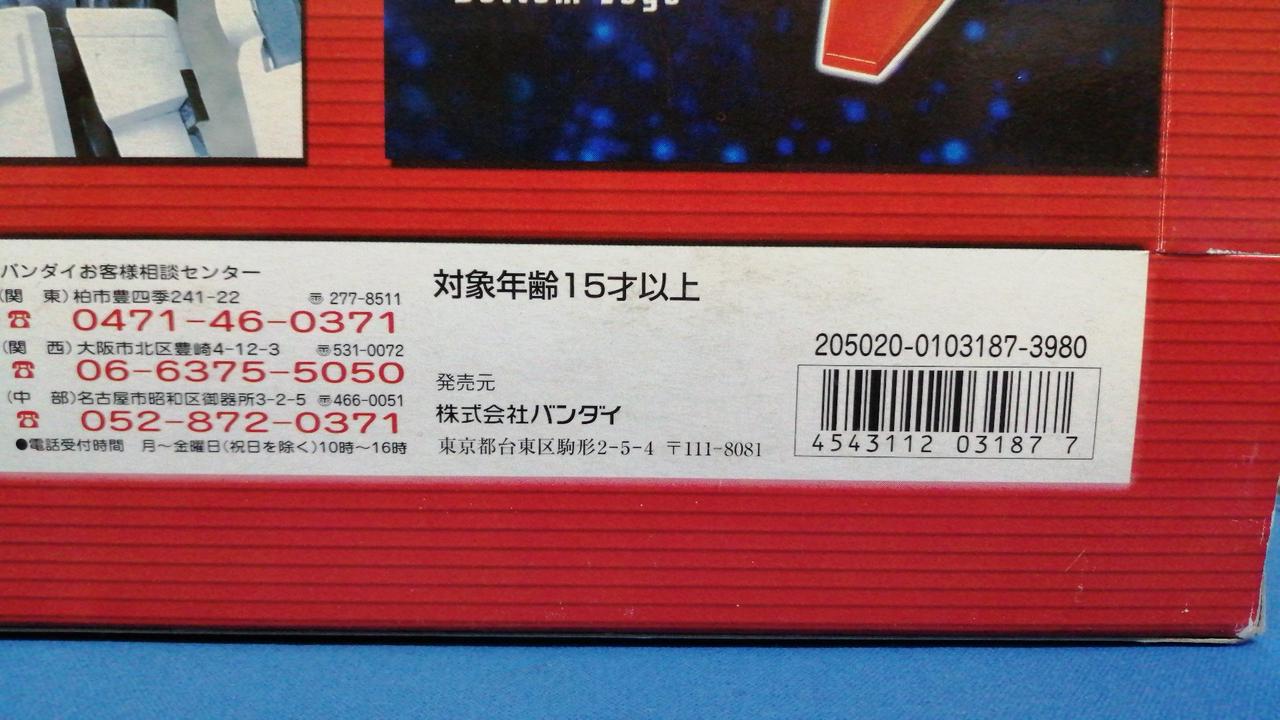 バンダイお客様相談センター
(関 東)柏市豊四季241-22 〠 277-8511
☎ 0471-46-0371
(関 西)大阪市北区豊崎4-12-3 〠531-0072
☎ 06-6375-5050
(中 部)名古屋市昭和区御器所3-2-5 〠466-0051
☎ 052-872-0371
●電話受付時間 月〜金曜日(祝日を除く)10時〜16時
対象年齢15才以上
発売元
株式会社バンダイ
東京都台東区駒形2-5-4 〒111-8081
205020-0103187-3980
4543112 03187 7